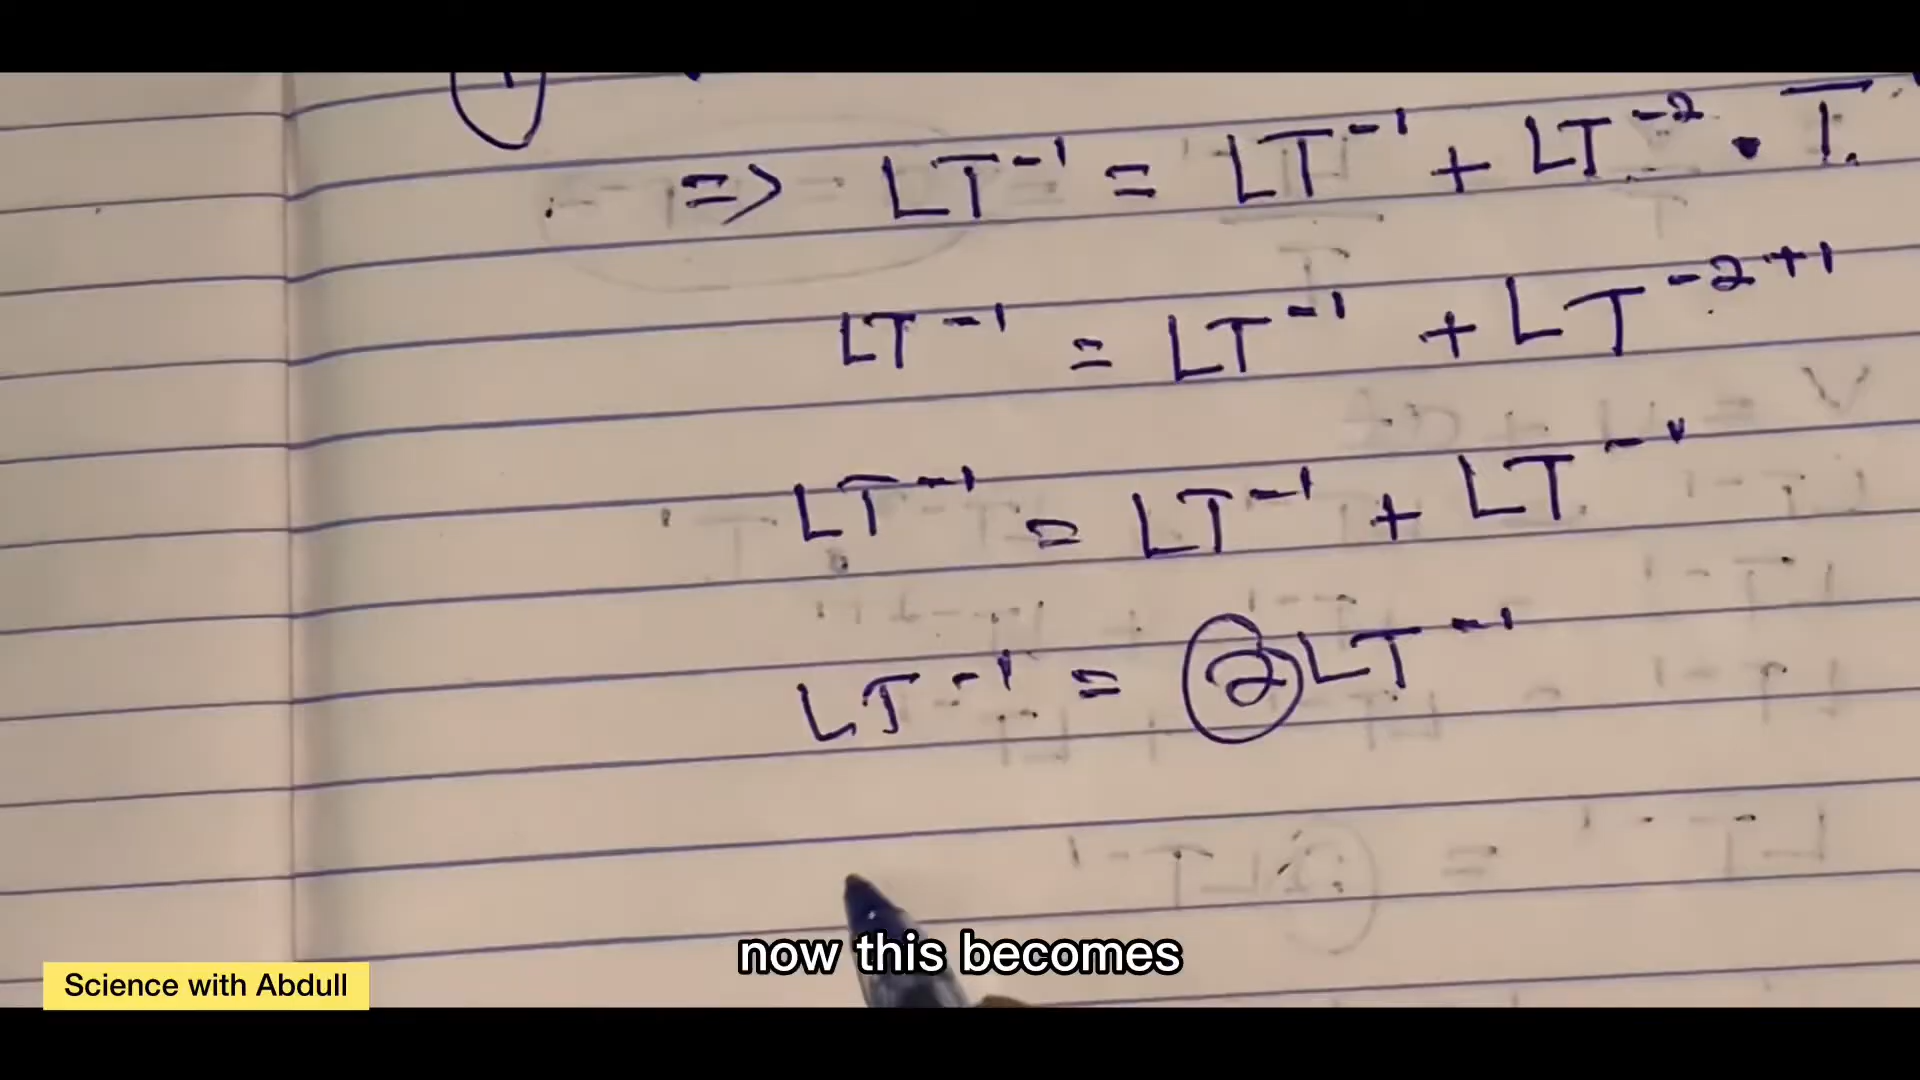 => LT⁻¹ = LT⁻¹ + LT⁻² · T.
LT⁻¹ = LT⁻¹ + LT⁻²⁺¹
LT⁻¹ = LT⁻¹ + LT⁻¹
LT⁻¹ = 2LT⁻¹
now this becomes
Science with Abdull